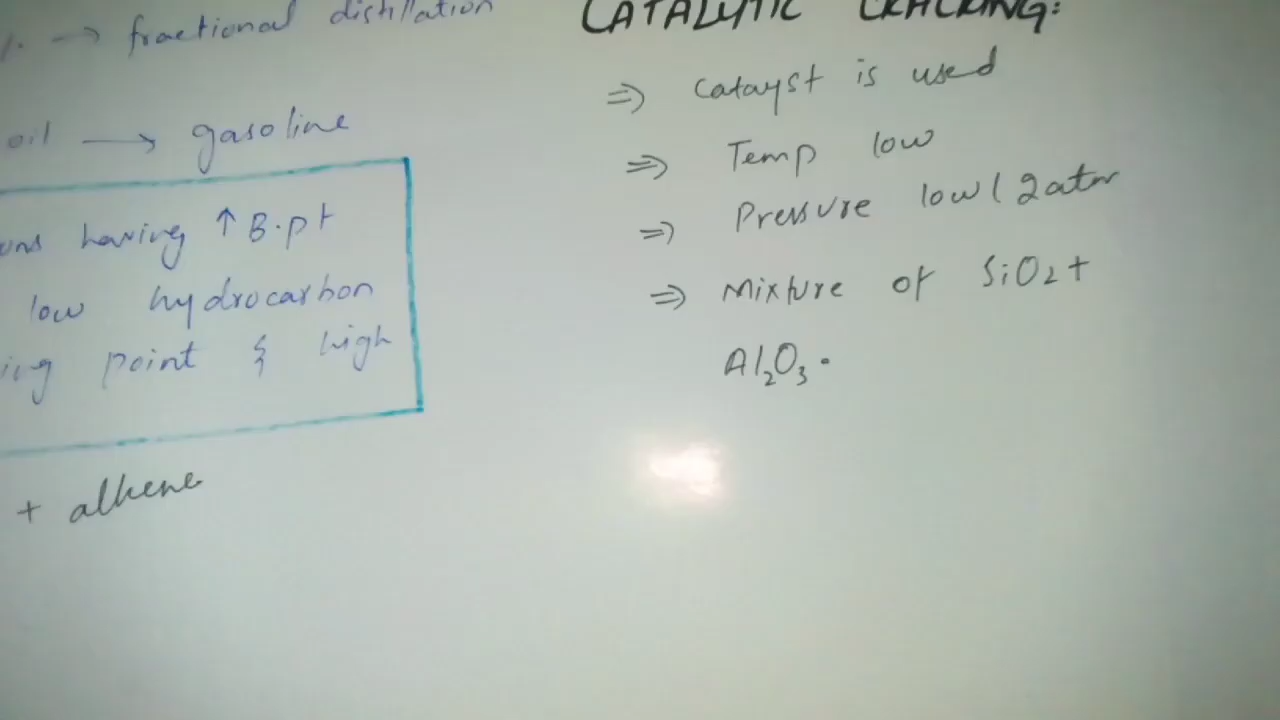 → fractional distillation
oil → gasoline
having ↑ B.pt
low hydrocarbon
point & high
+ alkene
CATALYTIC CRACKING:
⇒ Catayst is used
⇒ Temp low
⇒ Pressure low (2atm
⇒ Mixture of SiO2 +
Al2O3.